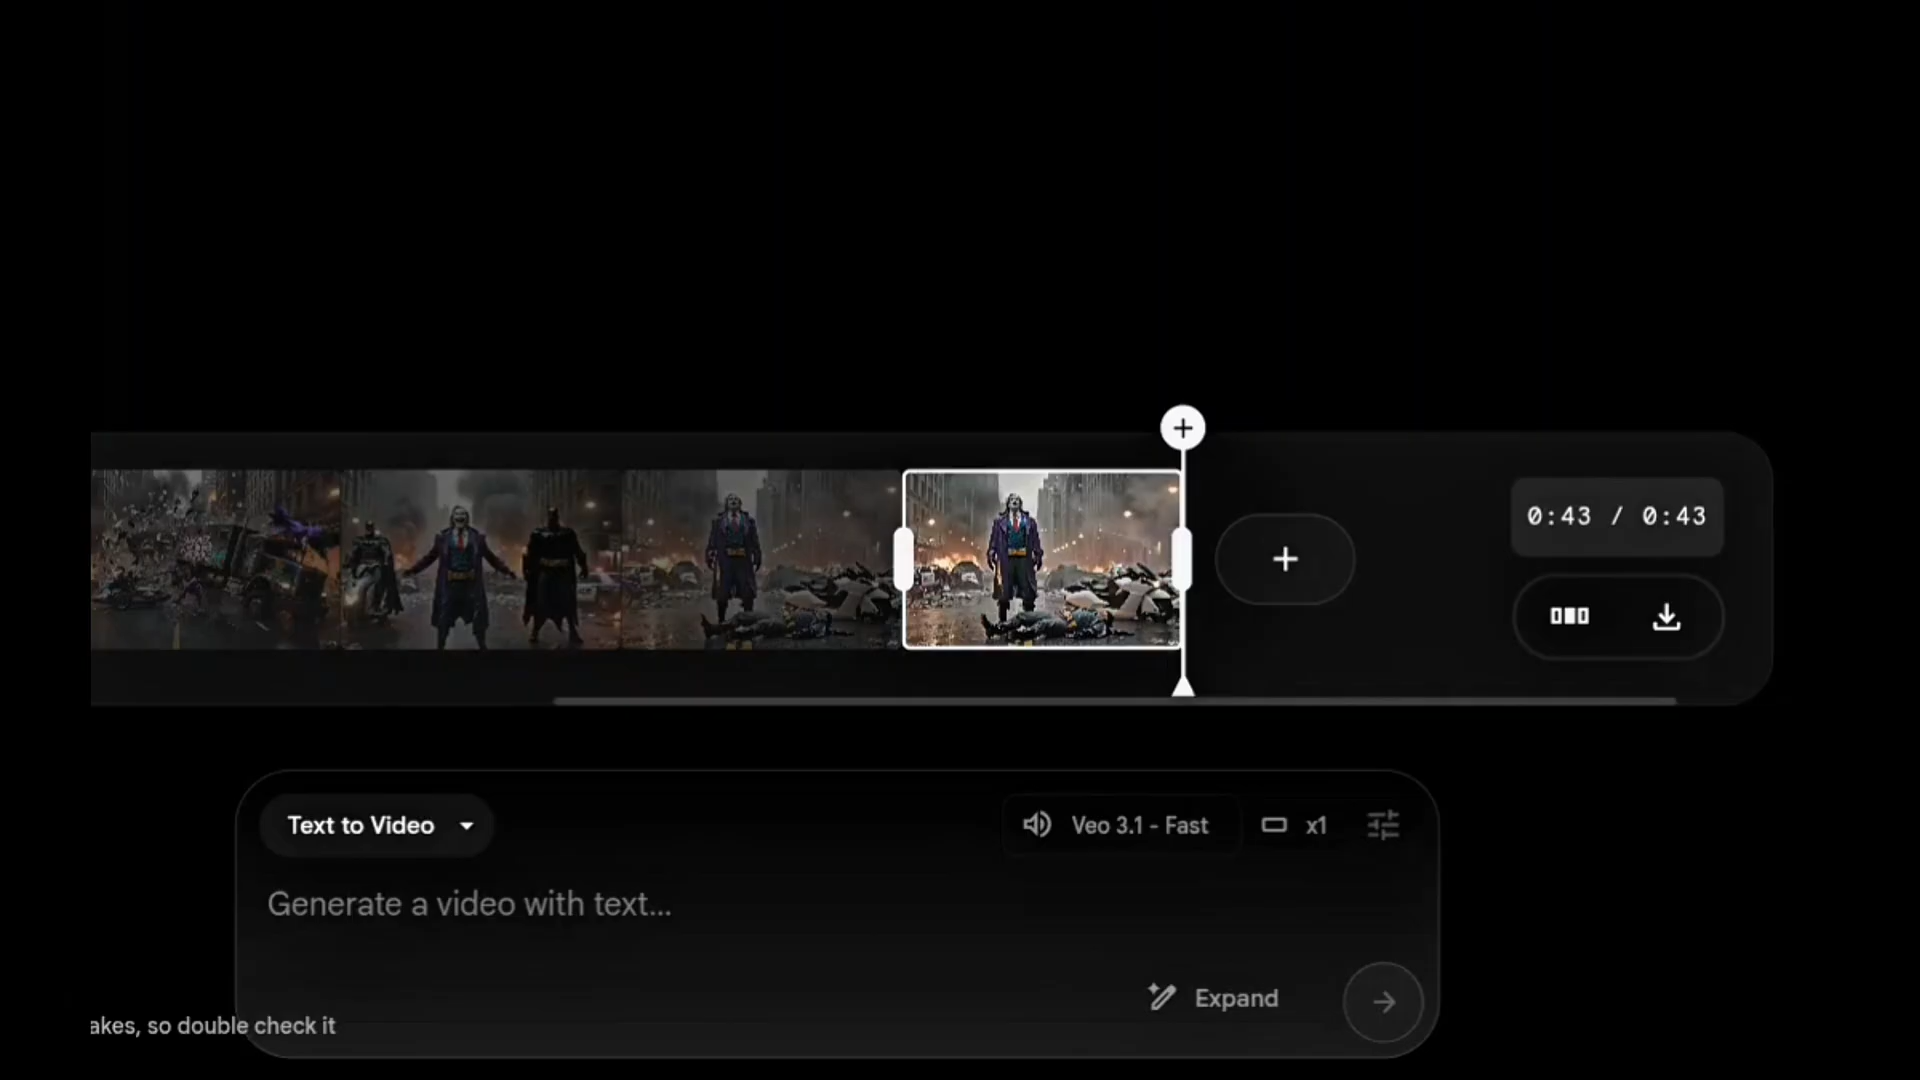 0:43 / 0:43
Text to Video
Veo 3.1 - Fast
x1
Generate a video with text...
Expand
akes, so double check it